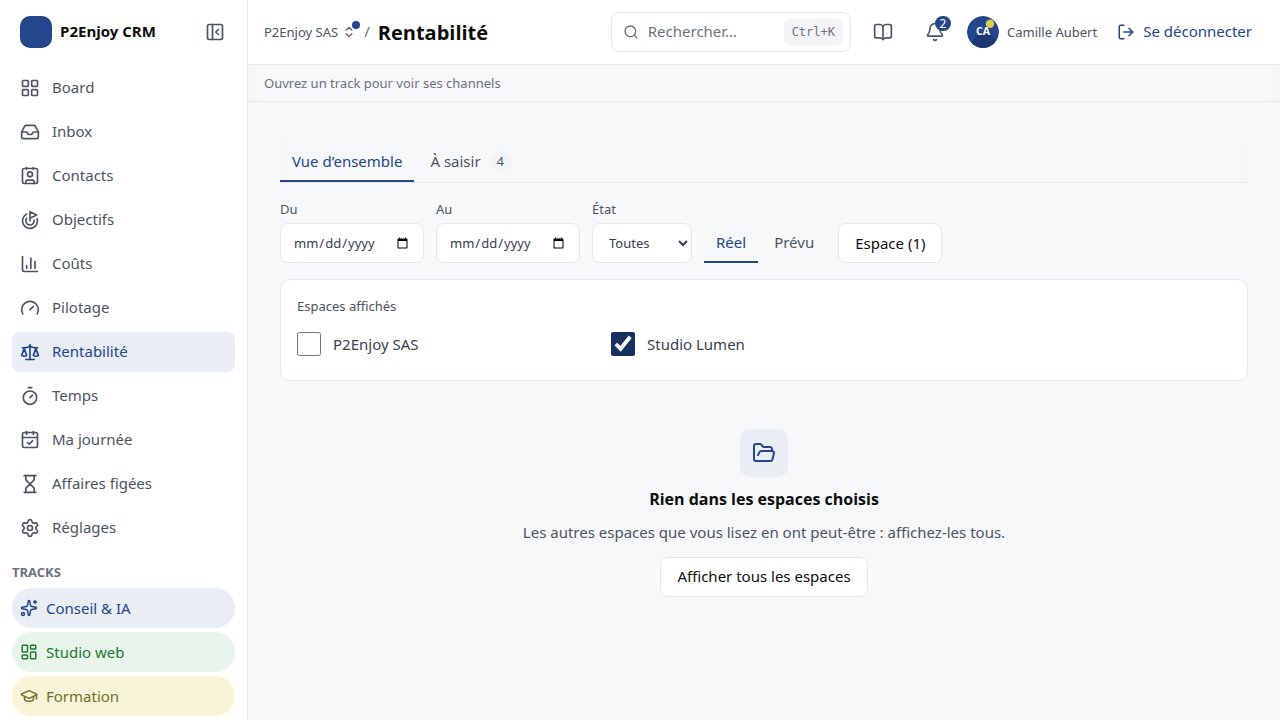 P2Enjoy CRM
P2Enjoy SAS / Rentabilité
Rechercher... Ctrl+K
2
CA Camille Aubert
Se déconnecter
Ouvrez un track pour voir ses channels
Board
Inbox
Contacts
Objectifs
Coûts
Pilotage
Rentabilité
Temps
Ma journée
Affaires figées
Réglages
TRACKS
Conseil & IA
Studio web
Formation
Vue d'ensemble À saisir 4
Du Au État
mm/dd/yyyy mm/dd/yyyy Toutes Réel Prévu Espace (1)
Espaces affichés
P2Enjoy SAS Studio Lumen
Rien dans les espaces choisis
Les autres espaces que vous lisez en ont peut-être : affichez-les tous.
Afficher tous les espaces